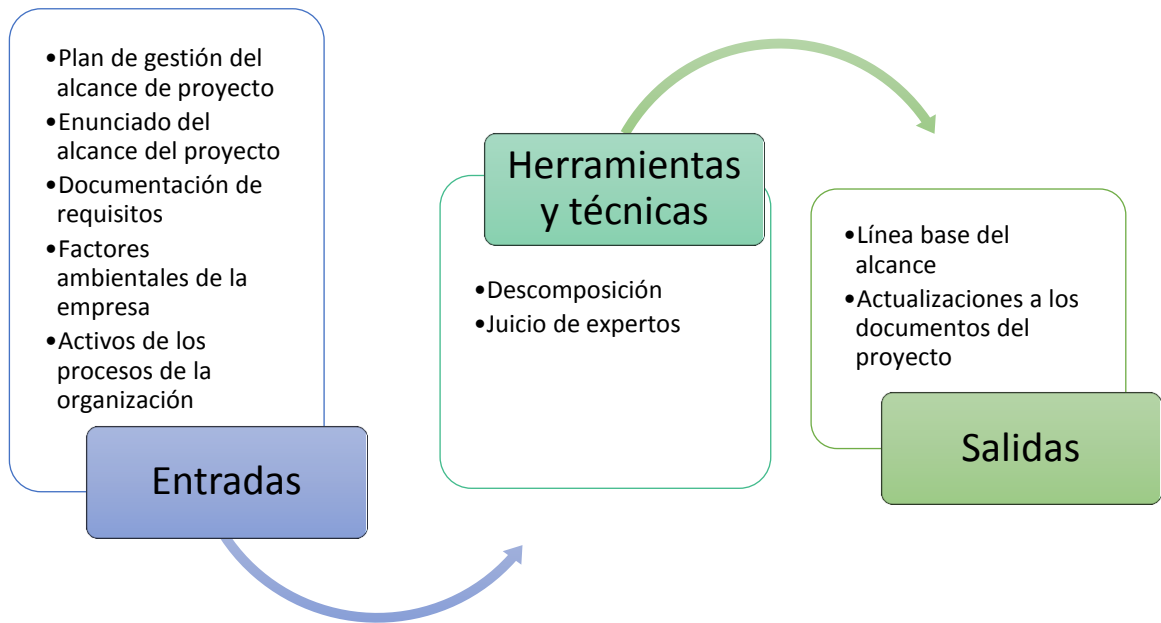 •Plan de gestión del
alcance de proyecto
•Enunciado del
alcance del proyecto
•Documentación de
requisitos
•Factores
ambientales de la
empresa
•Activos de los
procesos de la
organización
Entradas
Herramientas
y técnicas
•Descomposición
•Juicio de expertos
•Línea base del
alcance
•Actualizaciones a los
documentos del
proyecto
Salidas